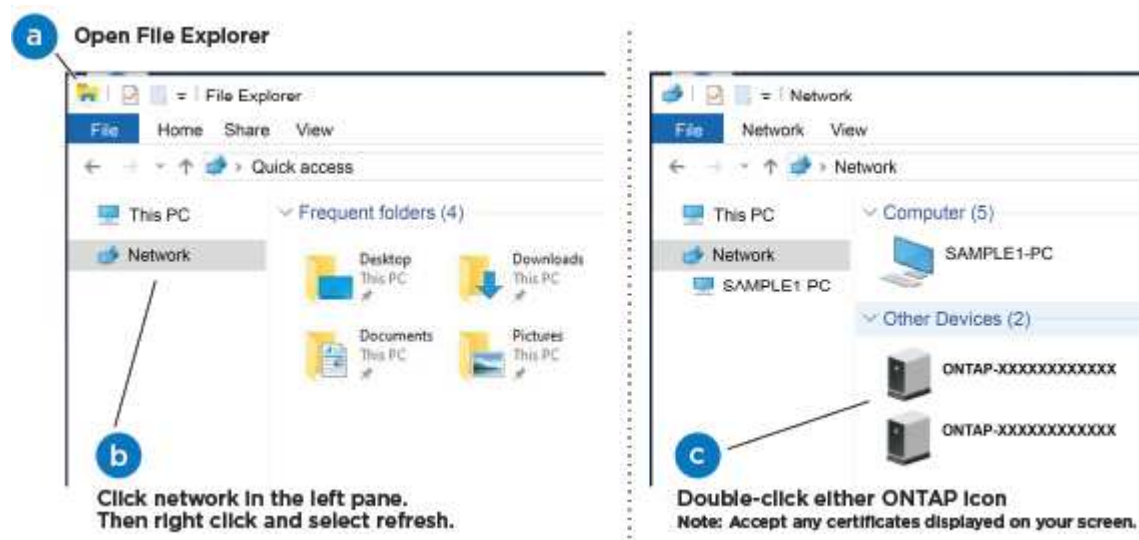 a Open File Explorer
File Explorer
File Home Share View
Quick access
This PC
Network
Frequent folders (4)
Desktop
This PC
Downloads
This PC
Documents
This PC
Pictures
This PC
b
Click network in the left pane.
Then right click and select refresh.
Network
File Network View
Network
This PC
Network
SAMPLE1 PC
Computer (5)
SAMPLE1-PC
Other Devices (2)
ONTAP-XXXXXXXXXXXX
ONTAP-XXXXXXXXXXXX
c
Double-click either ONTAP icon
Note: Accept any certificates displayed on your screen.